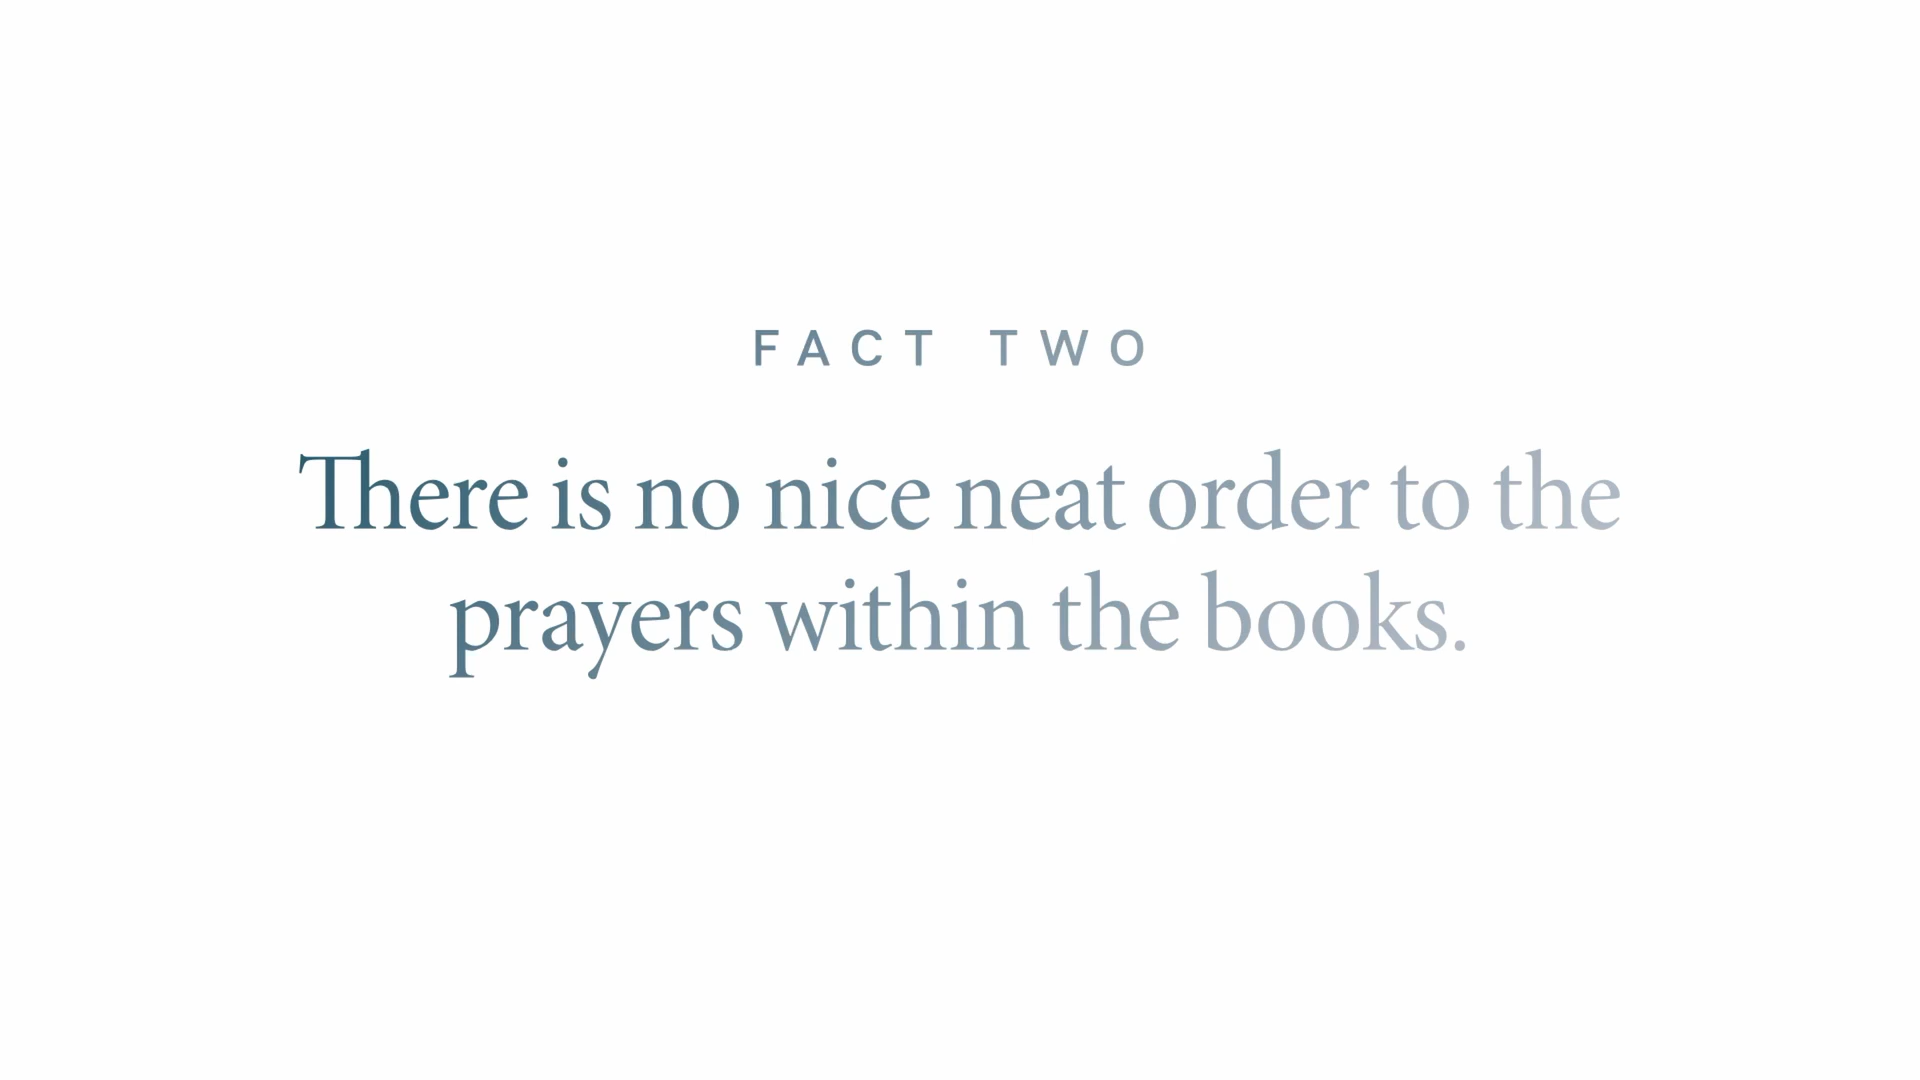 FACT TWO
There is no nice neat order to the
prayers within the books.